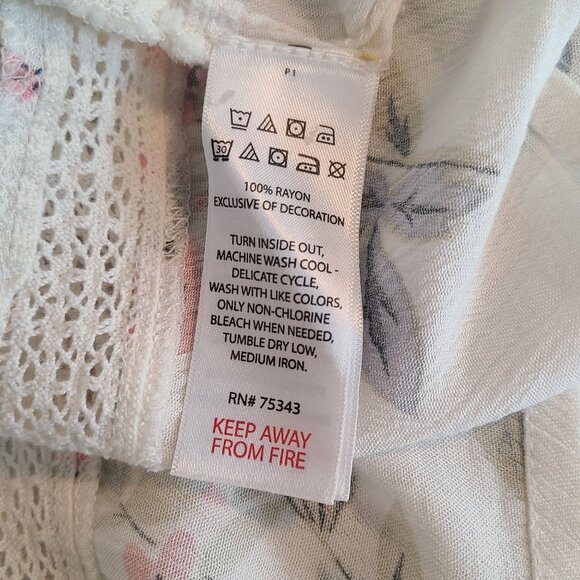 P I
30
100% RAYON
EXCLUSIVE OF DECORATION
TURN INSIDE OUT,
MACHINE WASH COOL -
DELICATE CYCLE,
WASH WITH LIKE COLORS,
ONLY NON-CHLORINE
BLEACH WHEN NEEDED,
TUMBLE DRY LOW,
MEDIUM IRON.
RN# 75343
KEEP AWAY
FROM FIRE